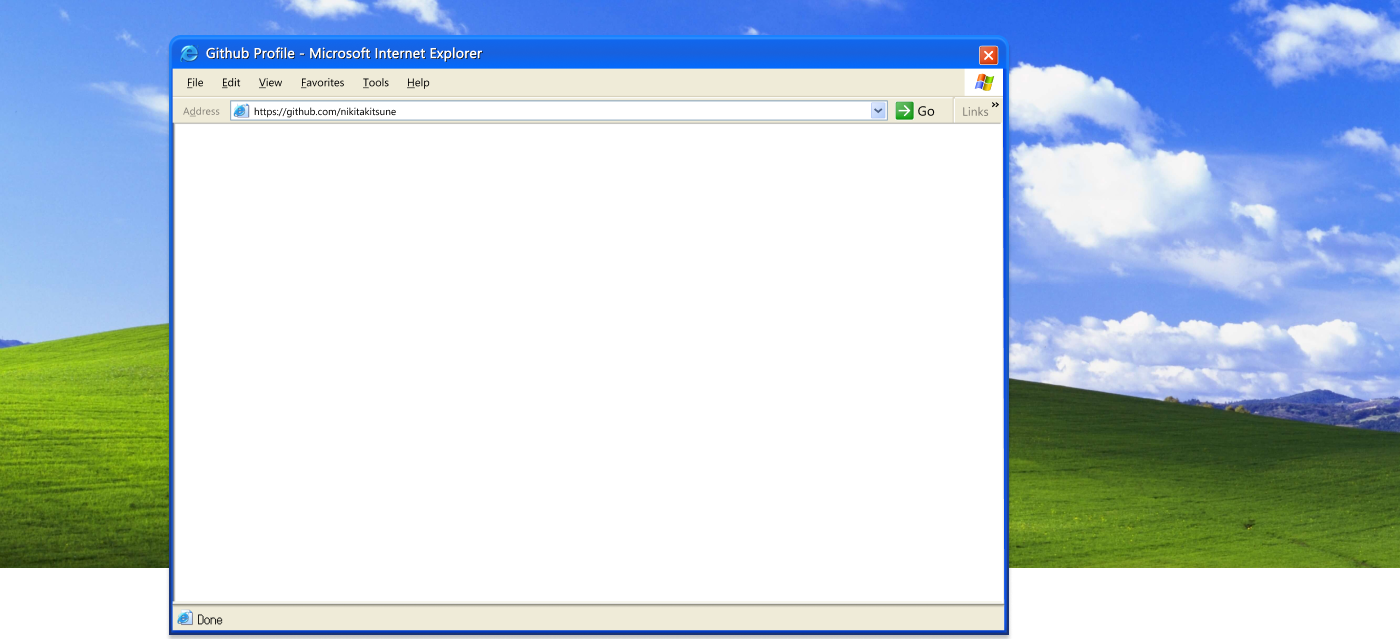 Github Profile - Microsoft Internet Explorer
File Edit View Favorites Tools Help
Address https://github.com/nikitakitsune Go Links »
Done